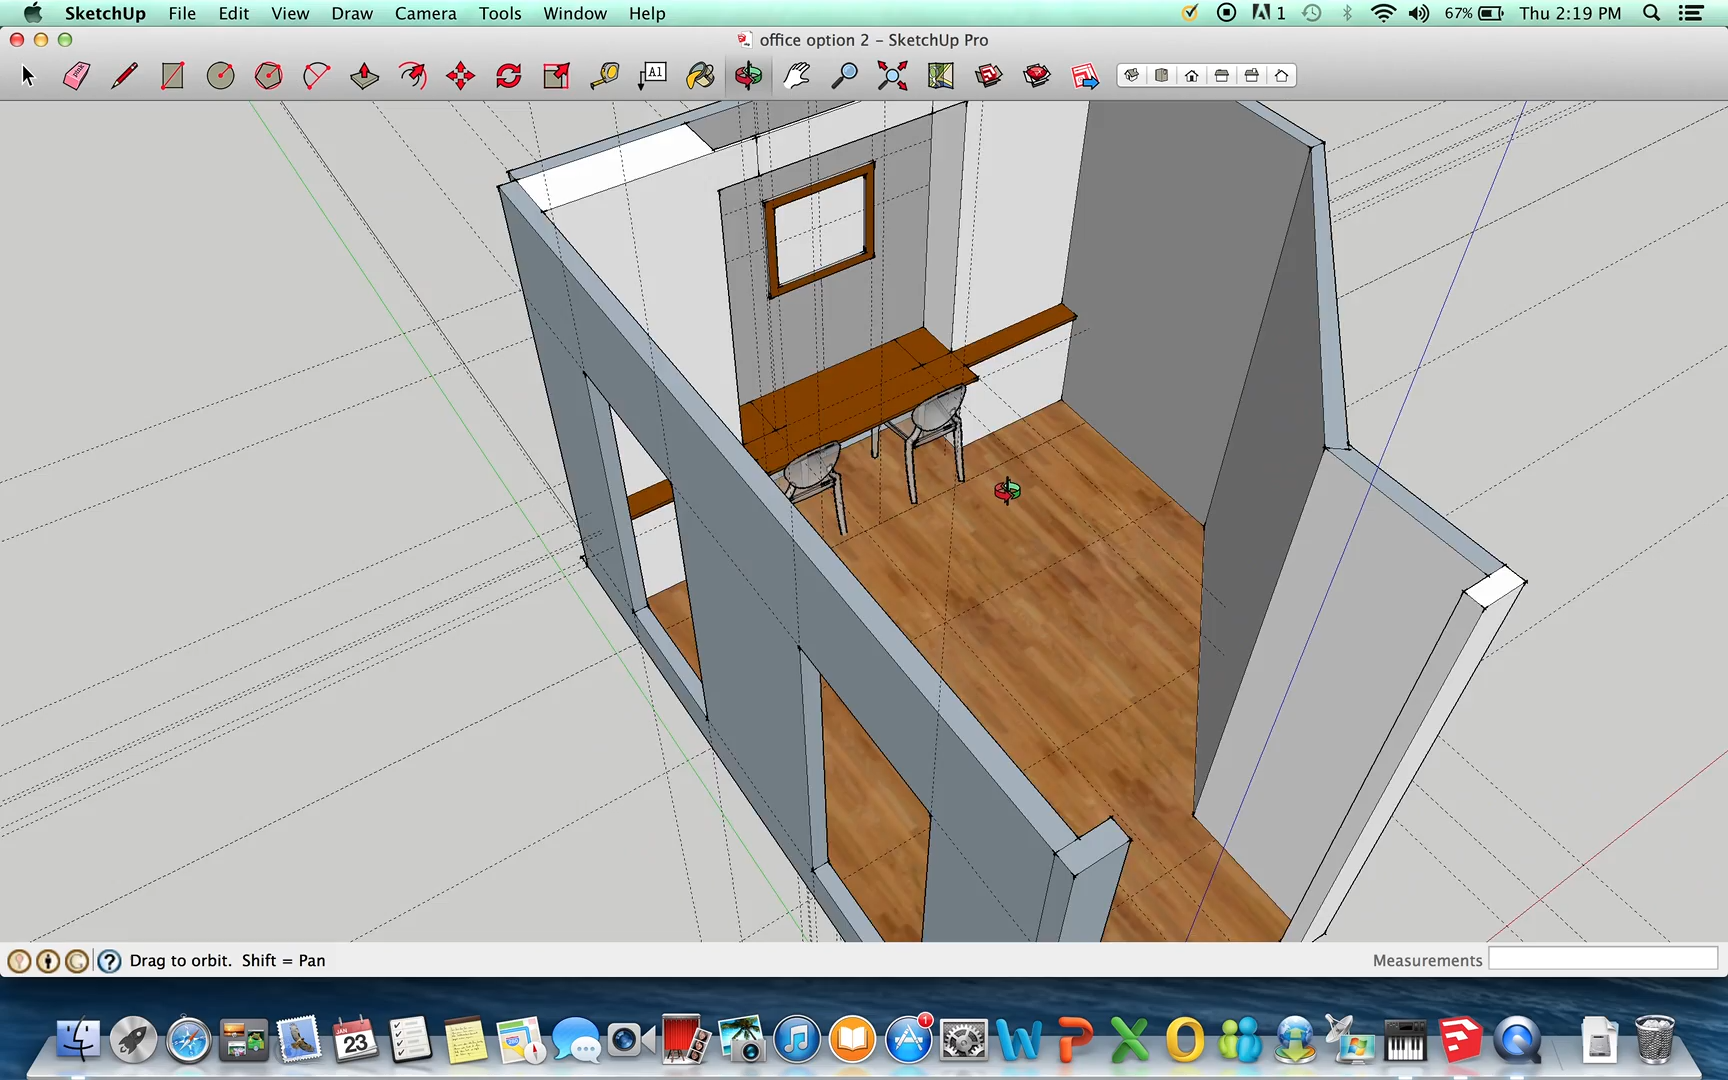 SketchUp File Edit View Draw Camera Tools Window Help 1 67% Thu 2:19 PM
office option 2 - SketchUp Pro
A1
Drag to orbit. Shift = Pan
Measurements
JAN
23
1
W P X O